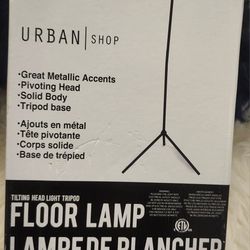 URBAN | SHOP
•Great Metallic Accents
•Pivoting Head
•Solid Body
•Tripod base
•Ajouts en métal
•Tête pivotante
•Corps solide
•Base de trépied
TILTING HEAD LIGHT TRIPOD
FLOOR LAMP
LAMPE DE PLANCHER